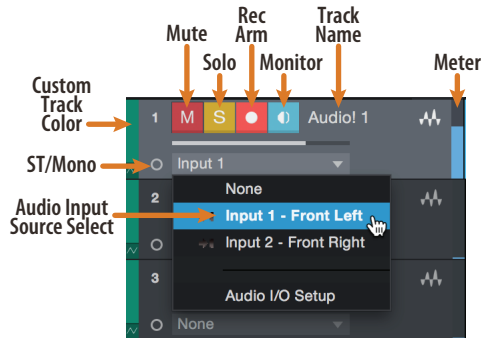 Rec
Track
Mute
Arm
Name
Solo
Monitor
Meter
Custom
Track
Color
1 M S Audio! 1
ST/Mono
Input 1
2
None
Audio Input
Source Select
Input 1 - Front Left
Input 2 - Front Right
3
Audio I/O Setup
None